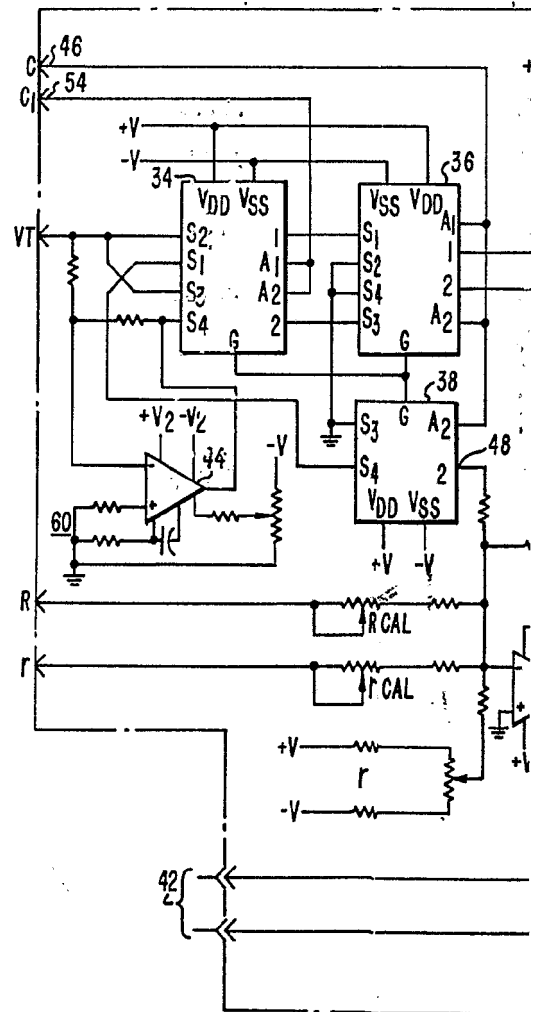 C 46
C1 54
+V
-V
34 36
VDD VSS VSS VDD
A1
VT S2 1 S1 1
S1 A1 S2
S3 A2 S4 2
S4 2 S3 A2
G G
38
G
S3 A2
+V2 -V2 S4 2 48
44 -V
VDD VSS
- +
60
+V -V
R R CAL
r r CAL
-
+
+V
+V
r
-V
42